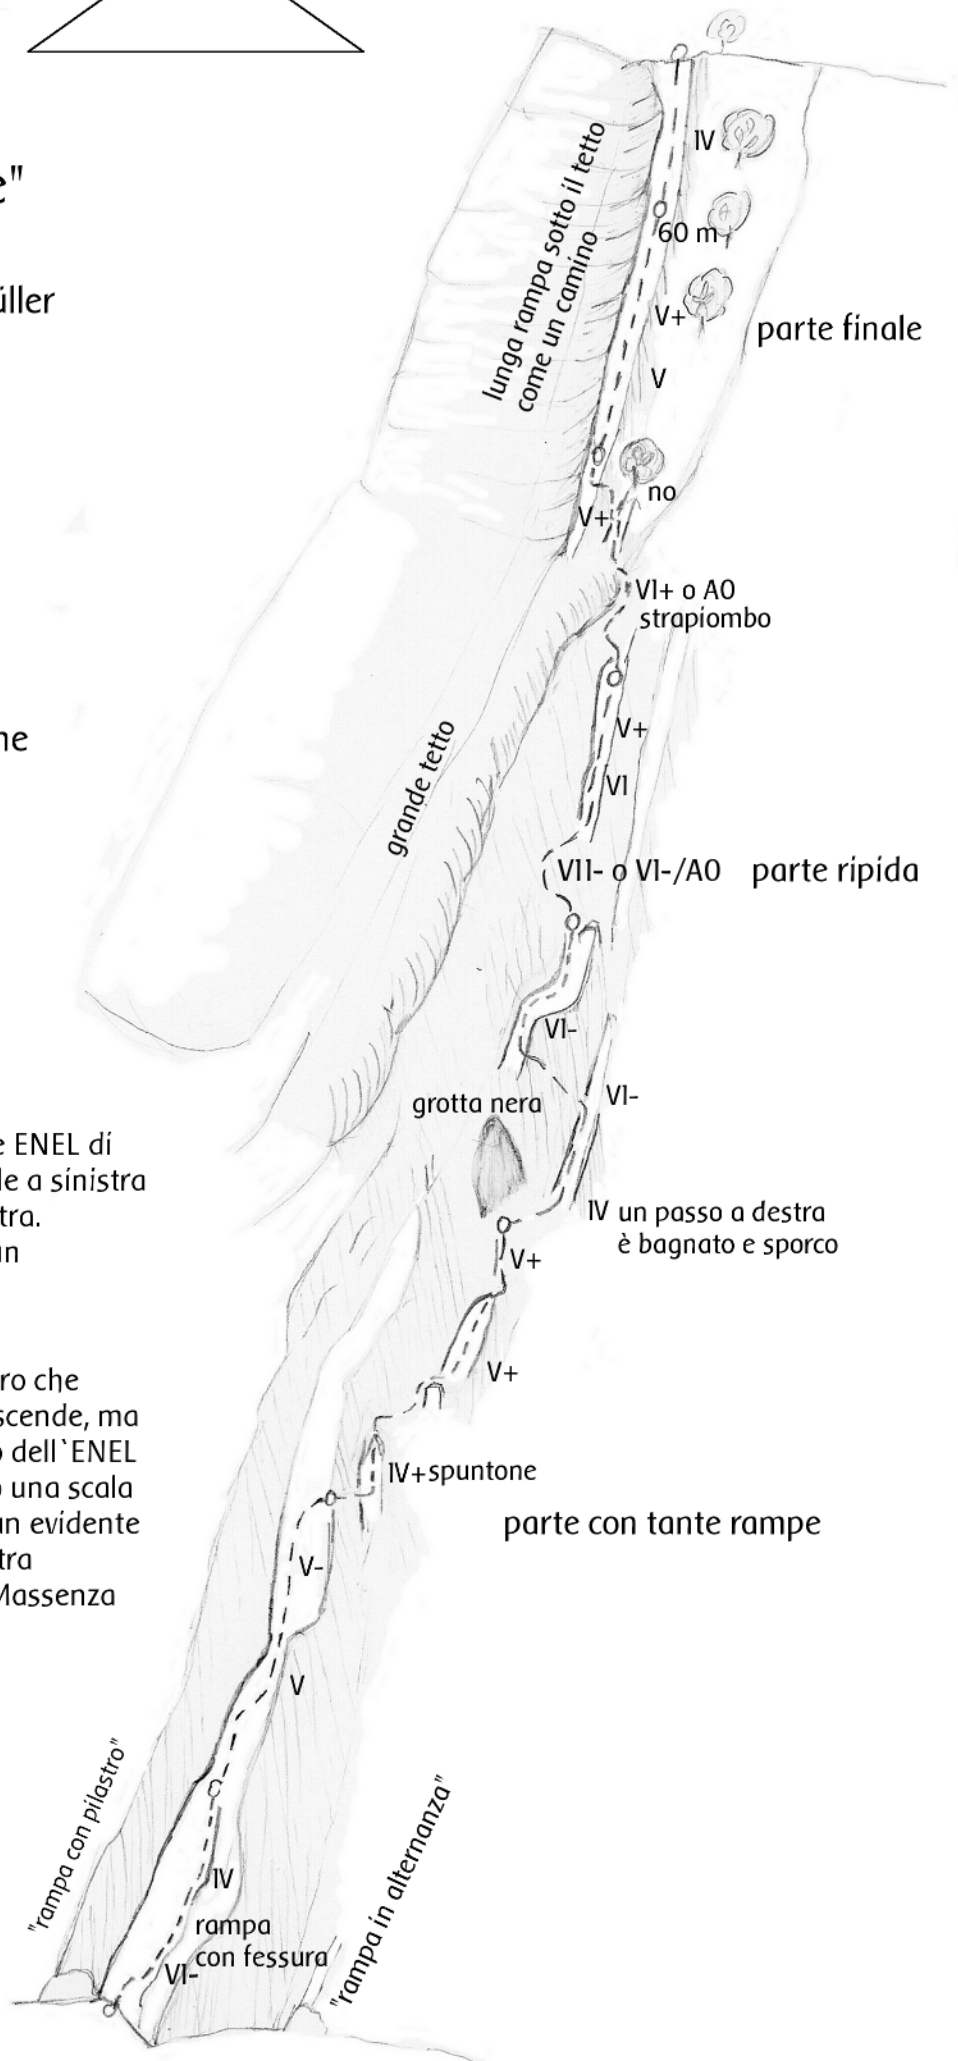 e"
üller
ne
e ENEL di
le a sinistra
tra.
un
ro che
scende, ma
o dell`ENEL
o una scala
un evidente
tra
Massenza
IV
60 m
V+
V
lunga rampa sotto il tetto
come un camino
parte finale
no
V+
VI+ o A0
strapiombo
V+
VI
grande tetto
VII- o VI-/A0
parte ripida
VI-
VI-
grotta nera
IV un passo a destra
è bagnato e sporco
V+
V+
IV+spuntone
parte con tante rampe
V-
V
"rampa con pilastro"
"rampa in alternanza"
IV
rampa
con fessura
VI-